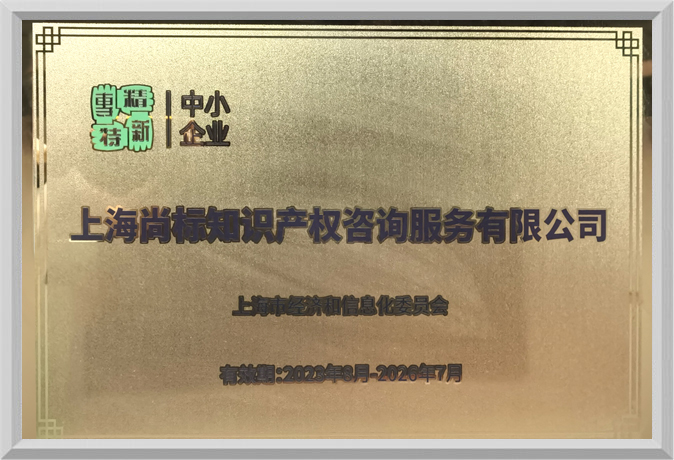 專精
特新
中小
企业
上海尚标知识产权咨询服务有限公司
上海市经济和信息化委员会
有效期:2023年8月-2026年7月